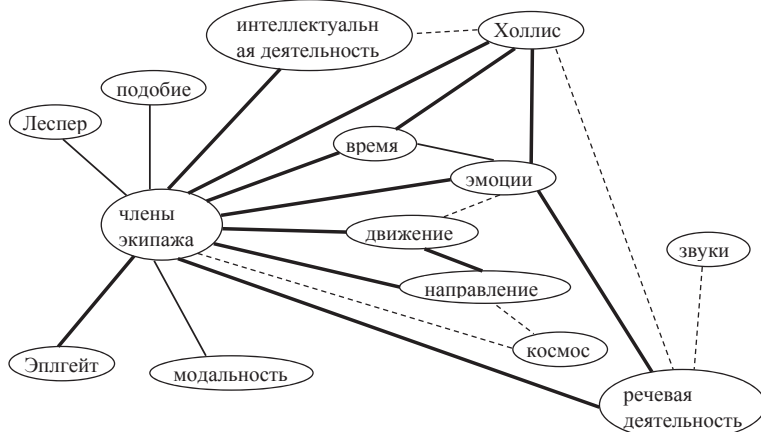 интеллектуальн
ая деятельность
Холлис
подобие
Леспер
время
эмоции
члены
экипажа
движение
звуки
направление
космос
Эплгейт
модальность
речевая
деятельность